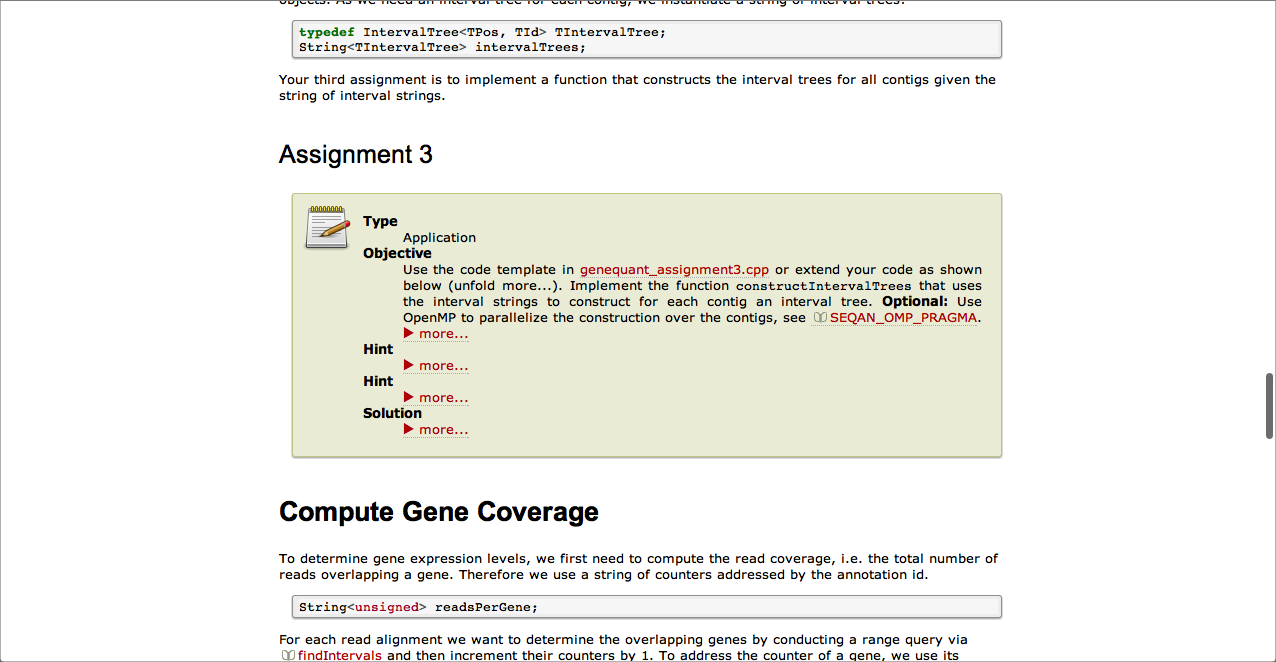 objects. As we need an interval tree for each contig, we instantiate a string of interval trees:
typedef IntervalTree<TPos, TId> TIntervalTree;
String<TIntervalTree> intervalTrees;
Your third assignment is to implement a function that constructs the interval trees for all contigs given the
string of interval strings.
Assignment 3
Type
Application
Objective
Use the code template in genequant_assignment3.cpp or extend your code as shown
below (unfold more...). Implement the function constructIntervalTrees that uses
the interval strings to construct for each contig an interval tree. Optional: Use
OpenMP to parallelize the construction over the contigs, see SEQAN_OMP_PRAGMA.
more...
Hint
more...
Hint
more...
Solution
more...
Compute Gene Coverage
To determine gene expression levels, we first need to compute the read coverage, i.e. the total number of
reads overlapping a gene. Therefore we use a string of counters addressed by the annotation id.
String<unsigned> readsPerGene;
For each read alignment we want to determine the overlapping genes by conducting a range query via
findIntervals and then increment their counters by 1. To address the counter of a gene, we use its